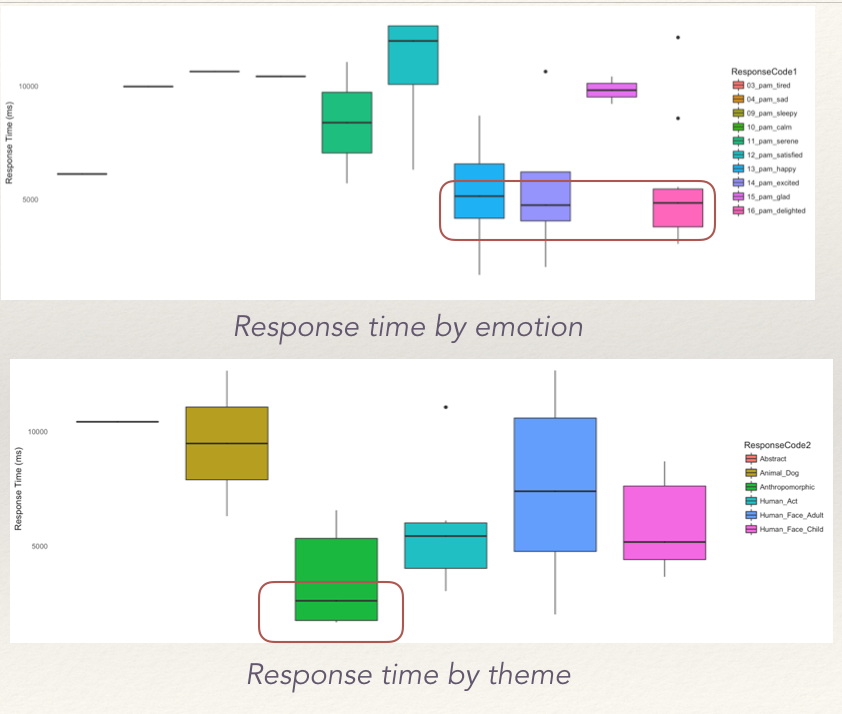 Response Time (ms)
10000
5000
ResponseCode1
03_pam_tired
04_pam_sad
09_pam_sleepy
10_pam_calm
11_pam_serene
12_pam_satisfied
13_pam_happy
14_pam_excited
15_pam_glad
16_pam_delighted
Response time by emotion
Response Time (ms)
10000
5000
ResponseCode2
Abstract
Animal_Dog
Anthropomorphic
Human_Act
Human_Face_Adult
Human_Face_Child
Response time by theme